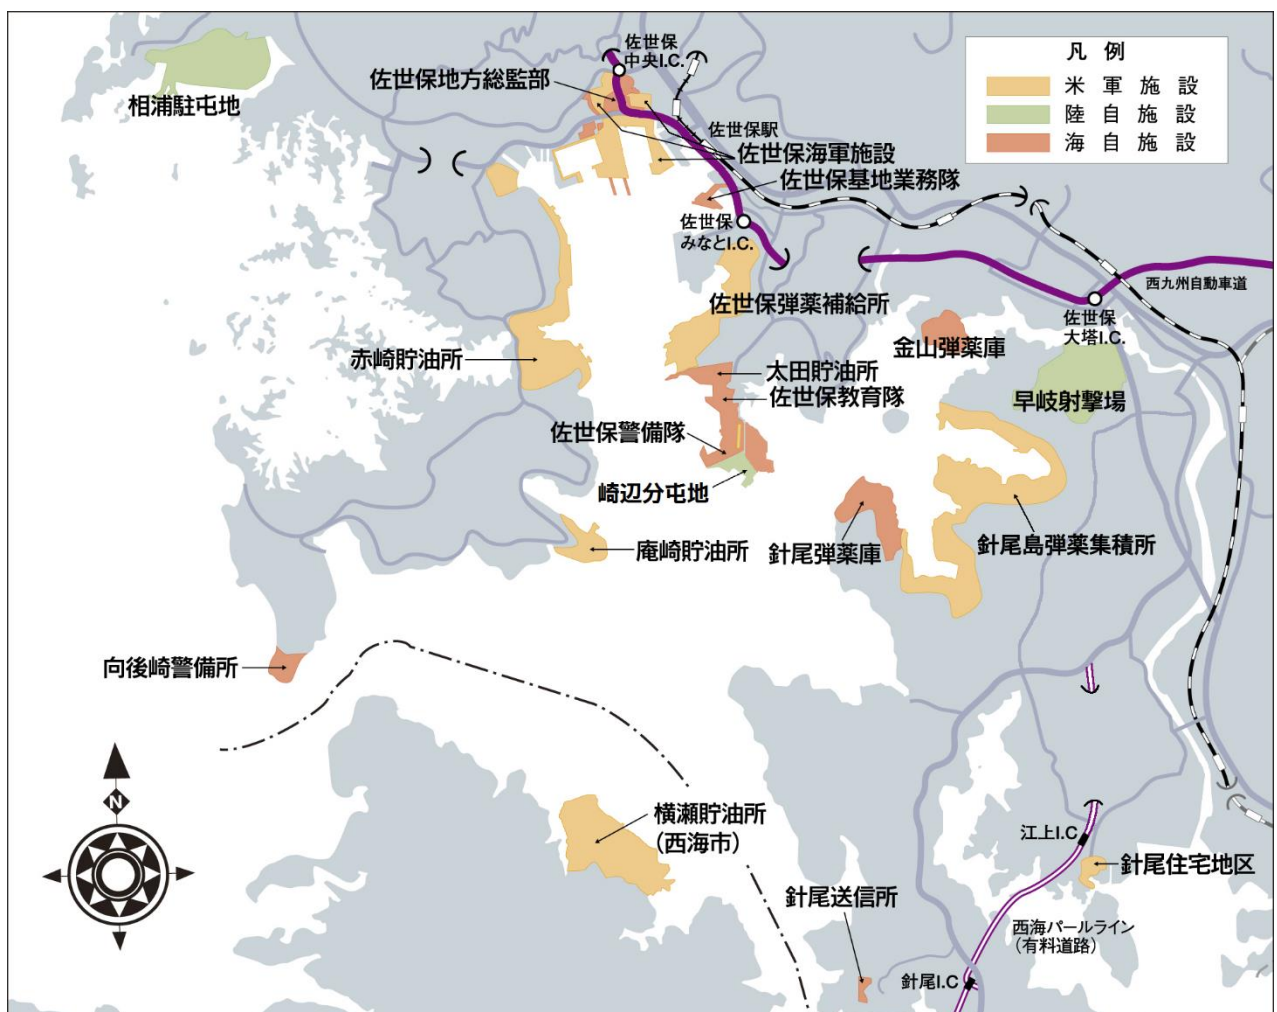 佐世保
中央I.C.
凡例
米軍施設
陸自施設
海自施設
佐世保地方総監部
相浦駐屯地
佐世保駅
佐世保海軍施設
佐世保基地業務隊
佐世保
みなとI.C.
西九州自動車道
佐世保弾薬補給所
佐世保
大塔I.C.
金山弾薬庫
赤崎貯油所
太田貯油所
佐世保教育隊
早岐射撃場
佐世保警備隊
崎辺分屯地
庵崎貯油所
針尾弾薬庫
針尾島弾薬集積所
向後崎警備所
N
横瀬貯油所
(西海市)
江上I.C
針尾住宅地区
針尾送信所
西海パールライン
(有料道路)
針尾I.C